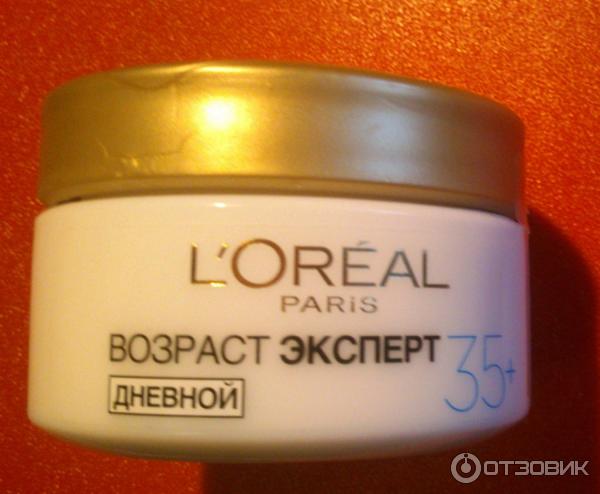 L'ORÉAL
PARiS
ВОЗРАСТ ЭКСПЕРТ 35+
ДНЕВНОЙ
ОТЗОВИК